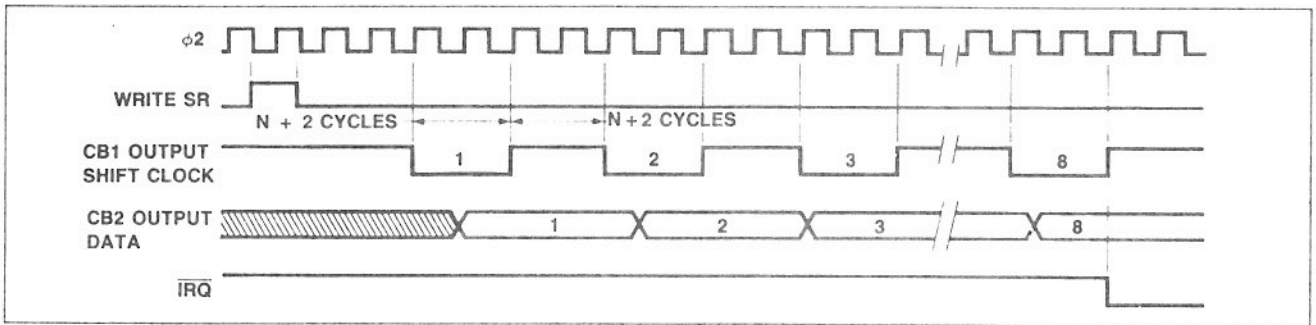 φ2
WRITE SR
N + 2 CYCLES
N + 2 CYCLES
CB1 OUTPUT
SHIFT CLOCK
1
2
3
8
CB2 OUTPUT
DATA
1
2
3
8
IRQ